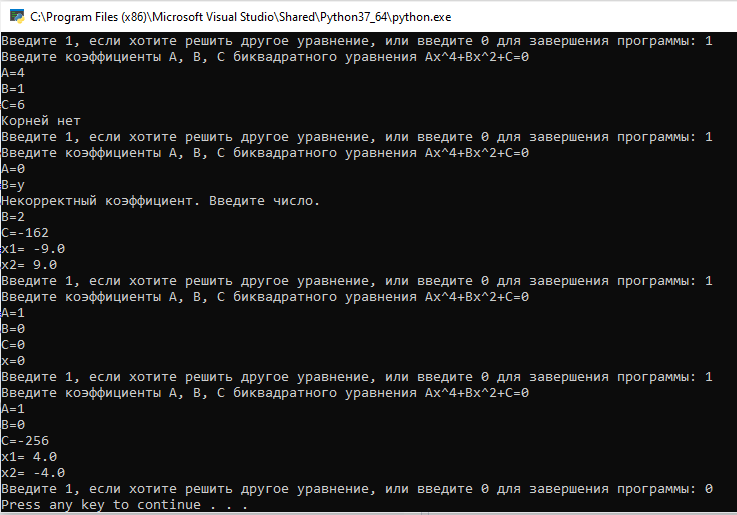 C:\Program Files (x86)\Microsoft Visual Studio\Shared\Python37_64\python.exe
Введите 1, если хотите решить другое уравнение, или введите 0 для завершения программы: 1
Введите коэффициенты A, B, C биквадратного уравнения Ax^4+Bx^2+C=0
A=4
B=1
C=6
Корней нет
Введите 1, если хотите решить другое уравнение, или введите 0 для завершения программы: 1
Введите коэффициенты A, B, C биквадратного уравнения Ax^4+Bx^2+C=0
A=0
B=y
Некорректный коэффициент. Введите число.
B=2
C=-162
x1= -9.0
x2= 9.0
Введите 1, если хотите решить другое уравнение, или введите 0 для завершения программы: 1
Введите коэффициенты A, B, C биквадратного уравнения Ax^4+Bx^2+C=0
A=1
B=0
C=0
x=0
Введите 1, если хотите решить другое уравнение, или введите 0 для завершения программы: 1
Введите коэффициенты A, B, C биквадратного уравнения Ax^4+Bx^2+C=0
A=1
B=0
C=-256
x1= 4.0
x2= -4.0
Введите 1, если хотите решить другое уравнение, или введите 0 для завершения программы: 0
Press any key to continue . . .